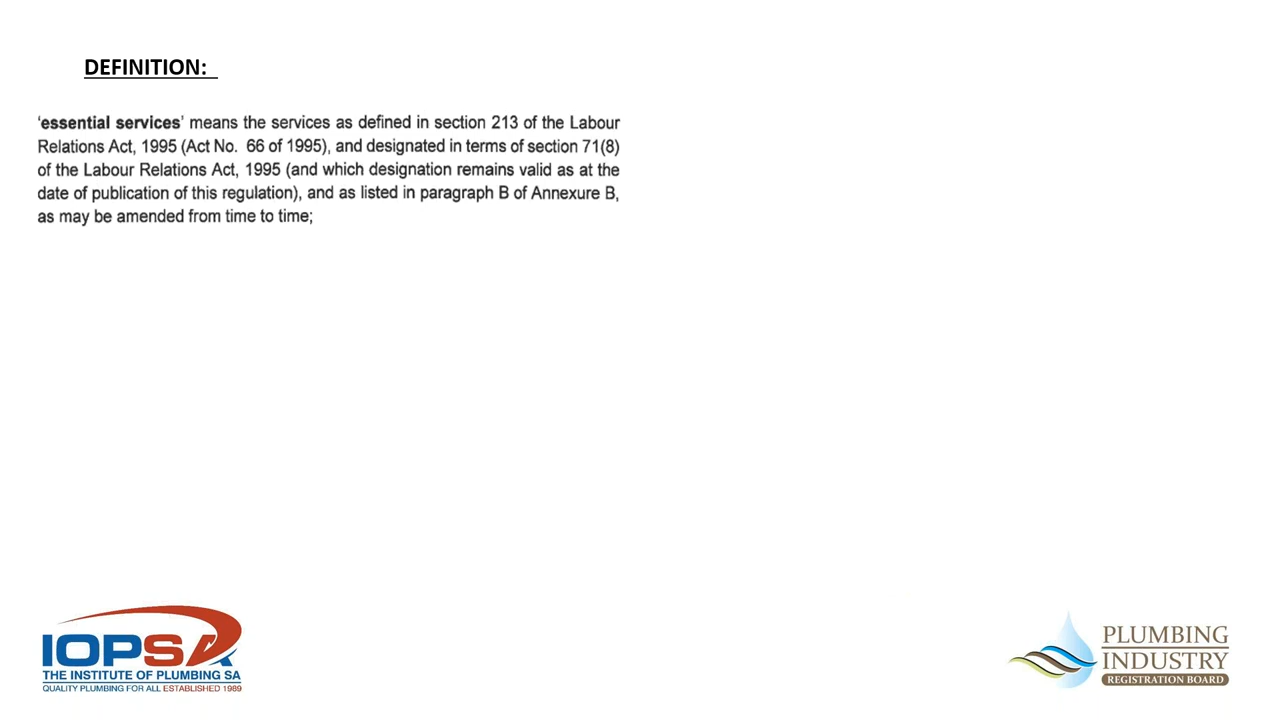 DEFINITION:
‘essential services’ means the services as defined in section 213 of the Labour
Relations Act, 1995 (Act No. 66 of 1995), and designated in terms of section 71(8)
of the Labour Relations Act, 1995 (and which designation remains valid as at the
date of publication of this regulation), and as listed in paragraph B of Annexure B,
as may be amended from time to time;
IOPSA
THE INSTITUTE OF PLUMBING SA
QUALITY PLUMBING FOR ALL ESTABLISHED 1989
PLUMBING
INDUSTRY
REGISTRATION BOARD